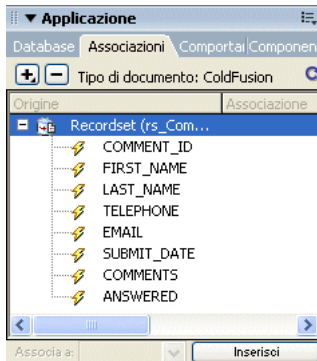 Applicazione
Database Associazioni Comportai Componen
Tipo di documento: ColdFusion
Origine Associazione
Recordset (rs_Com...
COMMENT_ID
FIRST_NAME
LAST_NAME
TELEPHONE
EMAIL
SUBMIT_DATE
COMMENTS
ANSWERED
Associa a: Inserisci